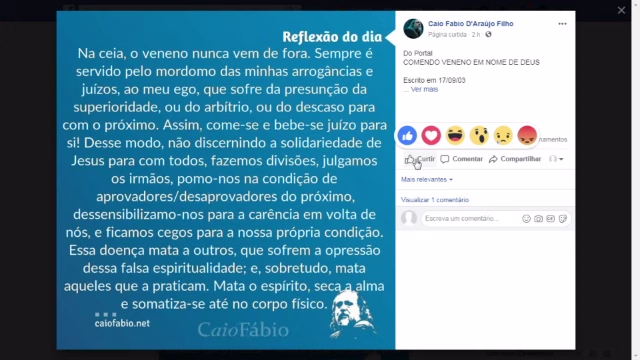 Reflexão do dia
Na ceia, o veneno nunca vem de fora. Sempre é
servido pelo mordomo das minhas arrogâncias e
juízos, ao meu ego, que sofre da presunção da
superioridade, ou do arbítrio, ou do descaso para
com o próximo. Assim, come-se e bebe-se juízo para
si! Desse modo, não discernindo a solidariedade de
Jesus para com todos, fazemos divisões, julgamos
os irmãos, pomo-nos na condição de
aprovadores/desaprovadores do próximo,
dessensibilizamo-nos para a carência em volta de
nós, e ficamos cegos para a nossa própria condição.
Essa doença mata a outros, que sofrem a opressão
dessa falsa espiritualidade; e, sobretudo, mata
aqueles que a praticam. Mata o espírito, seca a alma
e somatiza-se até no corpo físico.
caiofabio.net
CaioFábio
Caio Fabio D'Araújo Filho
Página curtida · 2 h
Do Portal
COMENDO VENENO EM NOME DE DEUS
Escrito em 17/09/03
... Ver mais
Curtir
Comentar
Compartilhar
Mais relevantes
Visualizar 1 comentário
Escreva um comentário...